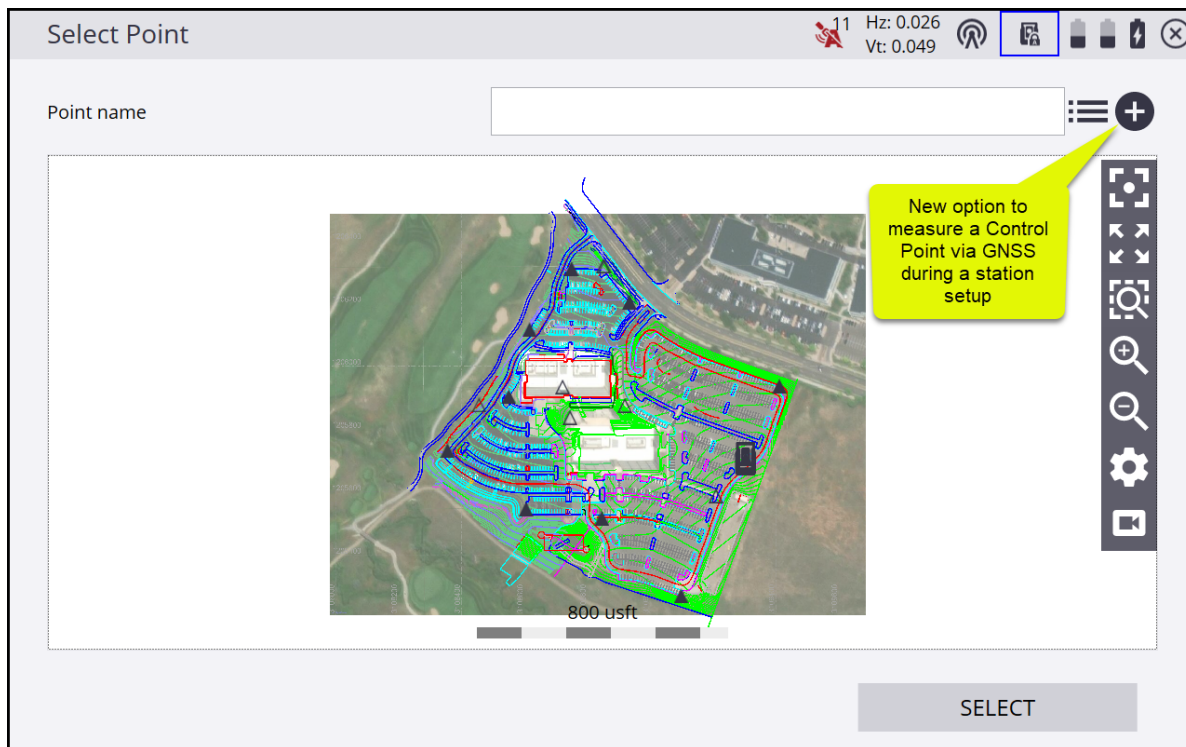 Select Point
11
Hz: 0.026
Vt: 0.049
Point name
New option to
measure a Control
Point via GNSS
during a station
setup
800 usft
SELECT